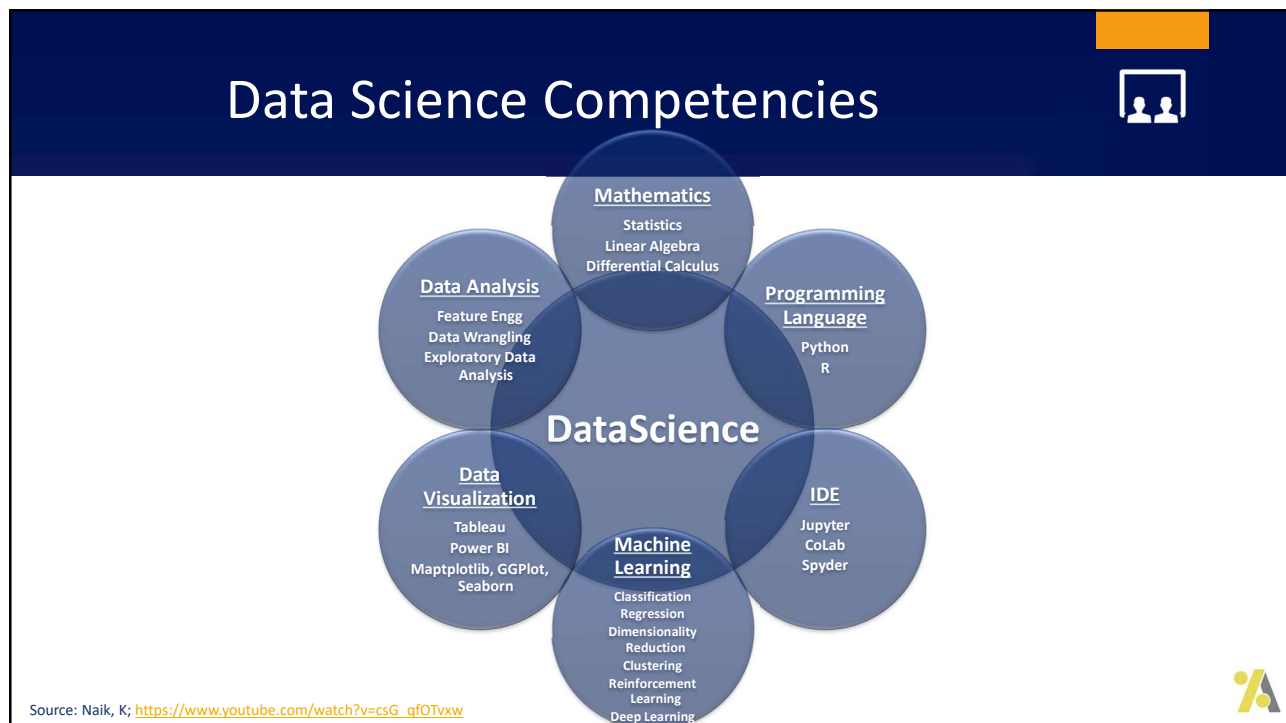 Data Science Competencies
Mathematics
Statistics
Linear Algebra
Differential Calculus
Programming
Language
Python
R
IDE
Jupyter
CoLab
Spyder
Machine
Learning
Classification
Regression
Dimensionality
Reduction
Clustering
Reinforcement
Learning
Deep Learning
Data
Visualization
Tableau
Power BI
Maptplotlib, GGPlot,
Seaborn
Data Analysis
Feature Engg
Data Wrangling
Exploratory Data
Analysis
DataScience
Source: Naik, K; https://www.youtube.com/watch?v=csG_qfOTvxw